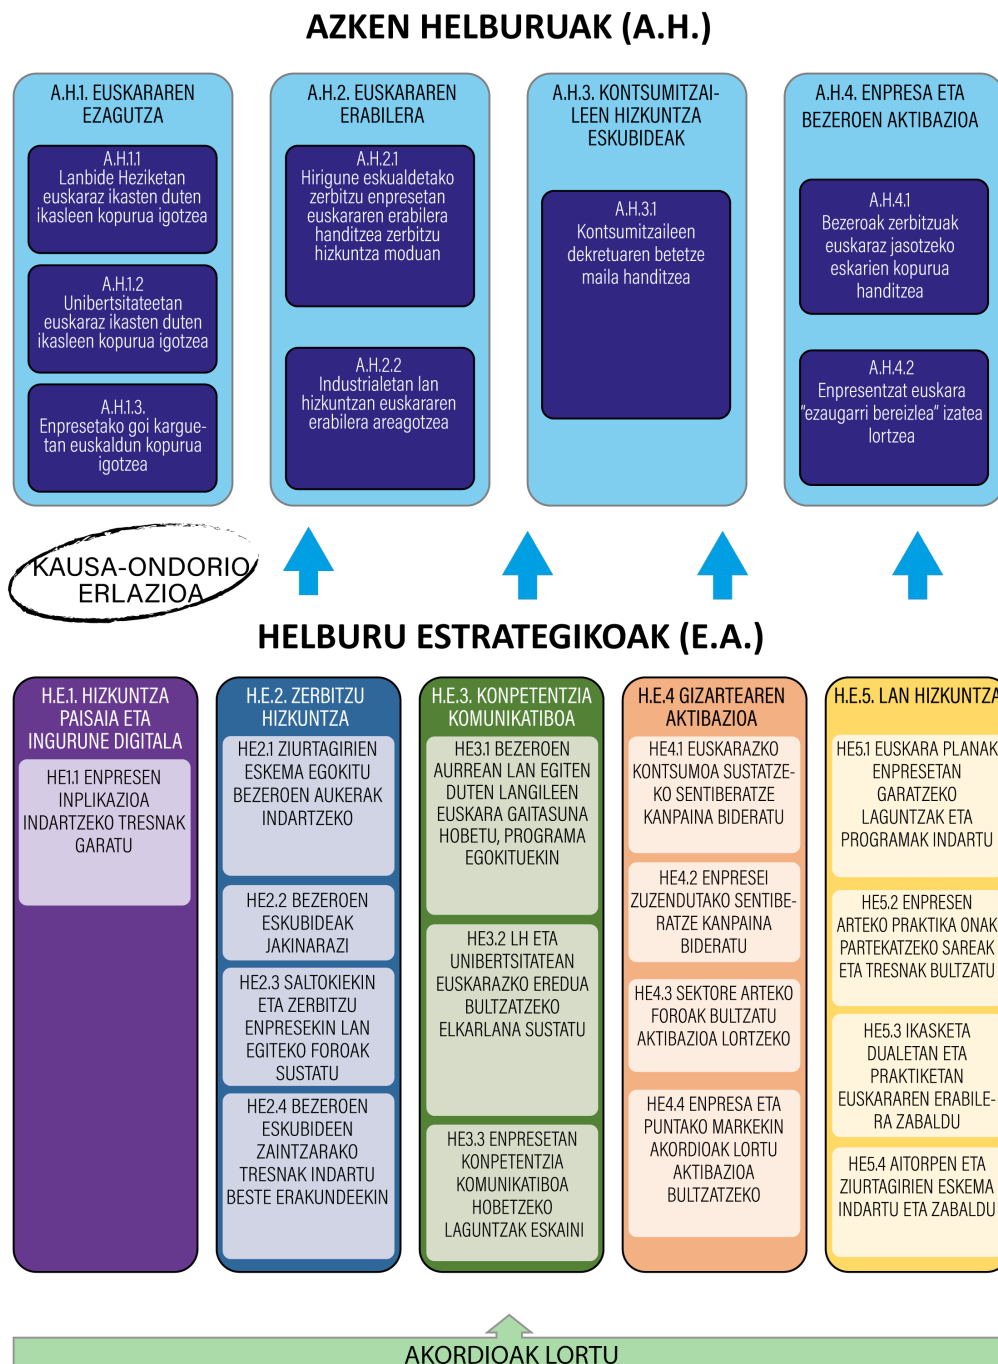 AZKEN HELBURUAK (A.H.)
A.H.1. EUSKARAREN
EZAGUTZA
A.H.1.1
Lanbide Heziketan
euskaraz ikasten duten
ikasleen kopurua igotzea
A.H.1.2
Unibertsitateetan
euskaraz ikasten duten
ikasleen kopurua igotzea
A.H.1.3.
Enpresetako goi kargue-
tan euskaldun kopurua
igotzea
A.H.2. EUSKARAREN
ERABILERA
A.H.2.1
Hirigune eskualdetako
zerbitzu enpresetan
euskararen erabilera
handitzea zerbitzu
hizkuntza moduan
A.H.2.2
Industrialetan lan
hizkuntzan euskararen
erabilera areagotzea
A.H.3. KONTSUMITZAI-
LEEN HIZKUNTZA
ESKUBIDEAK
A.H.3.1
Kontsumitzaileen
dekretuaren betetze
maila handitzea
A.H.4. ENPRESA ETA
BEZEROEN AKTIBAZIOA
A.H.4.1
Bezeroak zerbitzuak
euskaraz jasotzeko
eskarien kopurua
handitzea
A.H.4.2
Enpresentzat euskara
"ezaugarri bereizlea" izatea
lortzea
KAUSA-ONDORIO
ERLAZIOA
HELBURU ESTRATEGIKOAK (E.A.)
H.E.1. HIZKUNTZA
PAISAIA ETA
INGURUNE DIGITALA
HE1.1 ENPRESEN
INPLIKAZIOA
INDARTZEKO TRESNAK
GARATU
H.E.2. ZERBITZU
HIZKUNTZA
HE2.1 ZIURTAGIRIEN
ESKEMA EGOKITU
BEZEROEN AUKERAK
INDARTZEKO
HE2.2 BEZEROEN
ESKUBIDEAK
JAKINARAZI
HE2.3 SALTOKIEKIN
ETA ZERBITZU
ENPRESEKIN LAN
EGITEKO FOROAK
SUSTATU
HE2.4 BEZEROEN
ESKUBIDEEN
ZAINTZARAKO
TRESNAK INDARTU
BESTE ERAKUNDEEKIN
H.E.3. KONPETENTZIA
KOMUNIKATIBOA
HE3.1 BEZEROEN
AURREAN LAN EGITEN
DUTEN LANGILEEN
EUSKARA GAITASUNA
HOBETU, PROGRAMA
EGOKITUEKIN
HE3.2 LH ETA
UNIBERTSITATEAN
EUSKARAZKO EREDUA
BULTZATZEKO
ELKARLANA SUSTATU
HE3.3 ENPRESETAN
KONPETENTZIA
KOMUNIKATIBOA
HOBETZEKO
LAGUNTZAK ESKAINI
H.E.4 GIZARTEAREN
AKTIBAZIOA
HE4.1 EUSKARAZKO
KONTSUMOA SUSTATZE-
KO SENTIBERATZE
KANPAINA BIDERATU
HE4.2 ENPRESEI
ZUZENDUTAKO SENTIBE-
RATZE KANPAINA
BIDERATU
HE4.3 SEKTORE ARTEKO
FOROAK BULTZATU
AKTIBAZIOA LORTZEKO
HE4.4 ENPRESA ETA
PUNTAKO MARKEKIN
AKORDIOAK LORTU
AKTIBAZIOA
BULTZATZEKO
H.E.5. LAN HIZKUNTZA
HE5.1 EUSKARA PLANAK
ENPRESETAN
GARATZEKO
LAGUNTZAK ETA
PROGRAMAK INDARTU
HE5.2 ENPRESEN
ARTEKO PRAKTIKA ONAK
PARTEKATZEKO SAREAK
ETA TRESNAK BULTZATU
HE5.3 IKASKETA
DUALETAN ETA
PRAKTIKETAN
EUSKARAREN ERABILE-
RA ZABALDU
HE5.4 AITORPEN ETA
ZIURTAGIRIEN ESKEMA
INDARTU ETA ZABALDU
AKORDIOAK LORTU